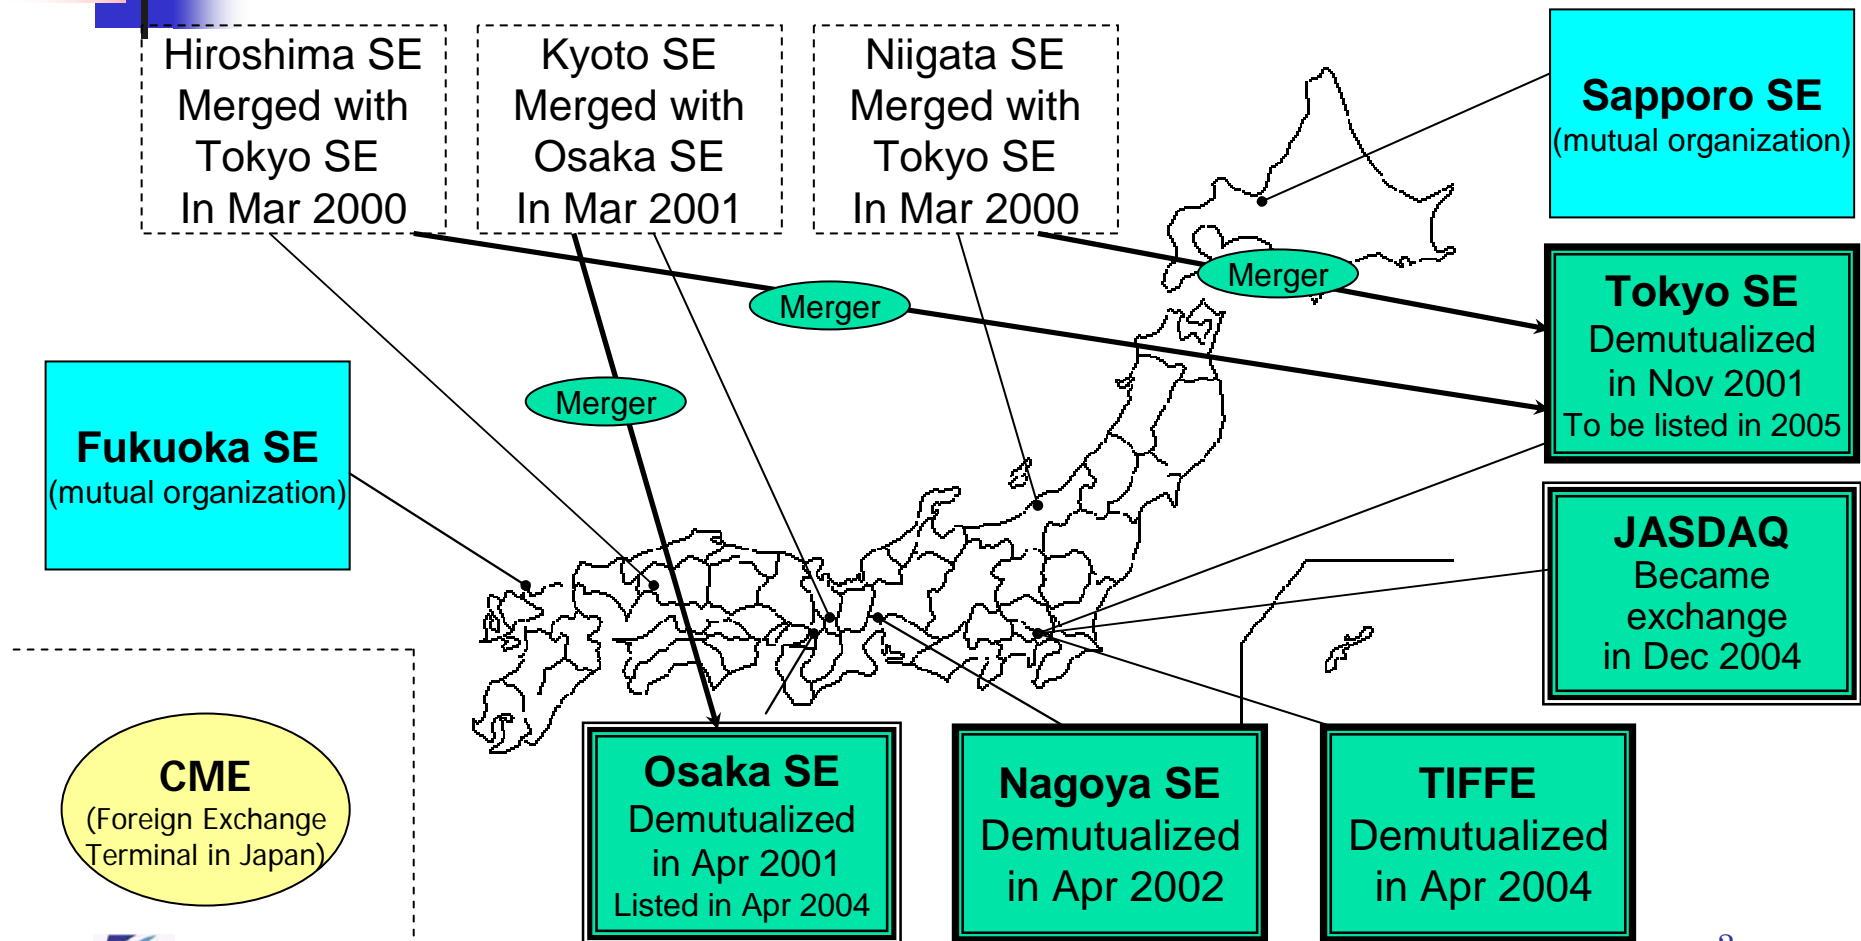 Hiroshima SE
Merged with
Tokyo SE
In Mar 2000
Kyoto SE
Merged with
Osaka SE
In Mar 2001
Niigata SE
Merged with
Tokyo SE
In Mar 2000
Sapporo SE
(mutual organization)
Merger
Merger
Merger
Tokyo SE
Demutualized
in Nov 2001
To be listed in 2005
Fukuoka SE
(mutual organization)
JASDAQ
Became
exchange
in Dec 2004
CME
(Foreign Exchange
Terminal in Japan)
Osaka SE
Demutualized
in Apr 2001
Listed in Apr 2004
Nagoya SE
Demutualized
in Apr 2002
TIFFE
Demutualized
in Apr 2004